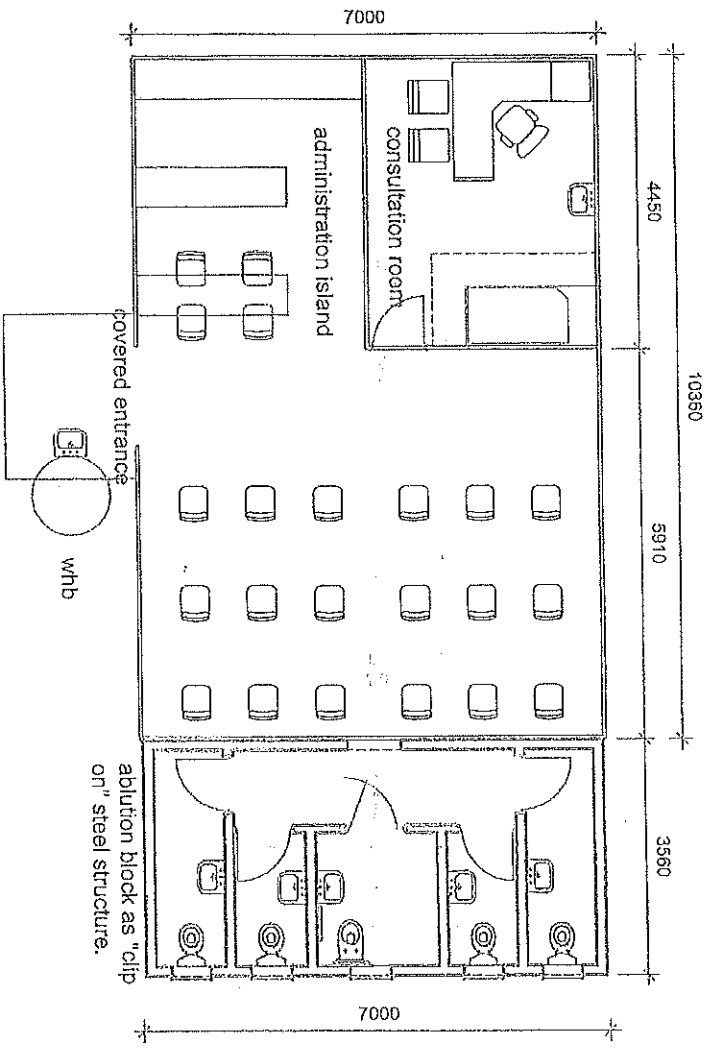 7000
4450
10360
5910
3560
consultation room
administration island
covered entrance
whb
ablution block as "clip
on" steel structure.
7000